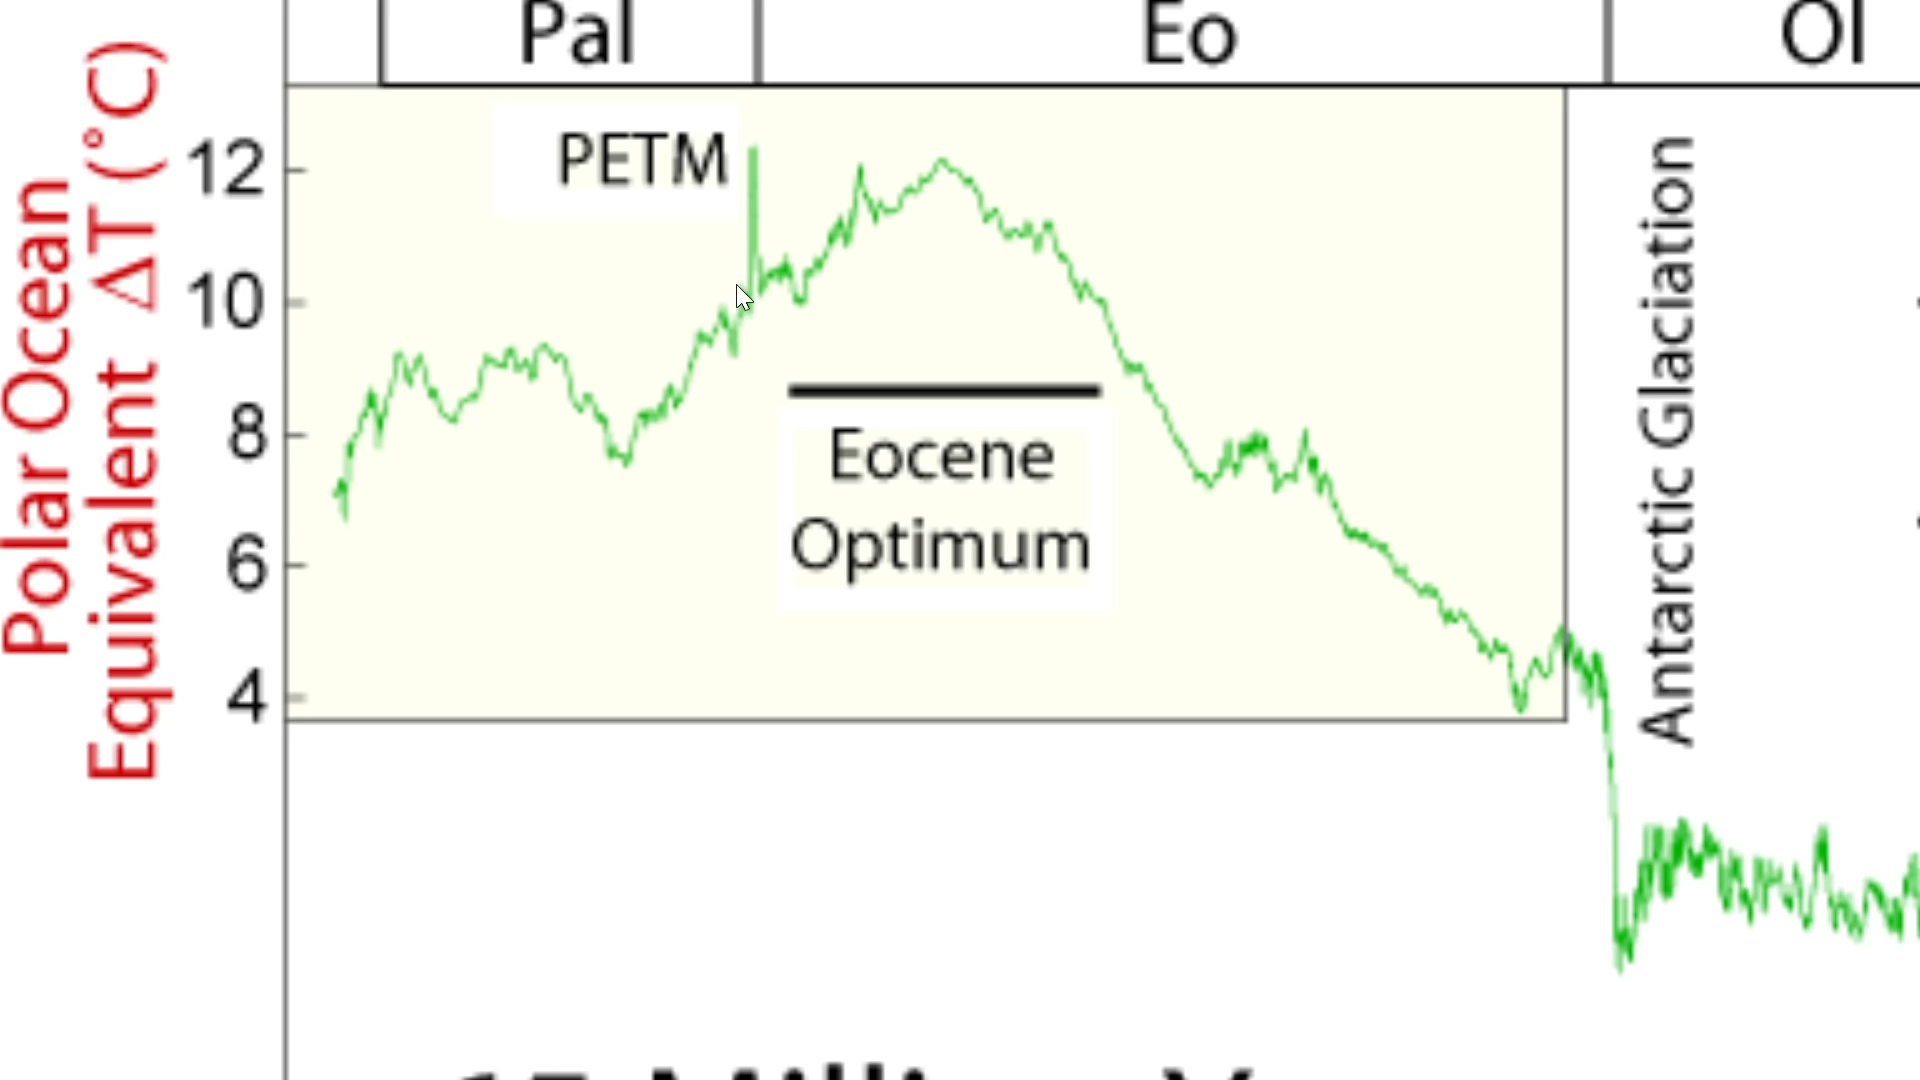 Pal
Eo
Ol
Polar Ocean
Equivalent ΔT (°C)
12
10
8
6
4
PETM
Eocene
Optimum
Antarctic Glaciation